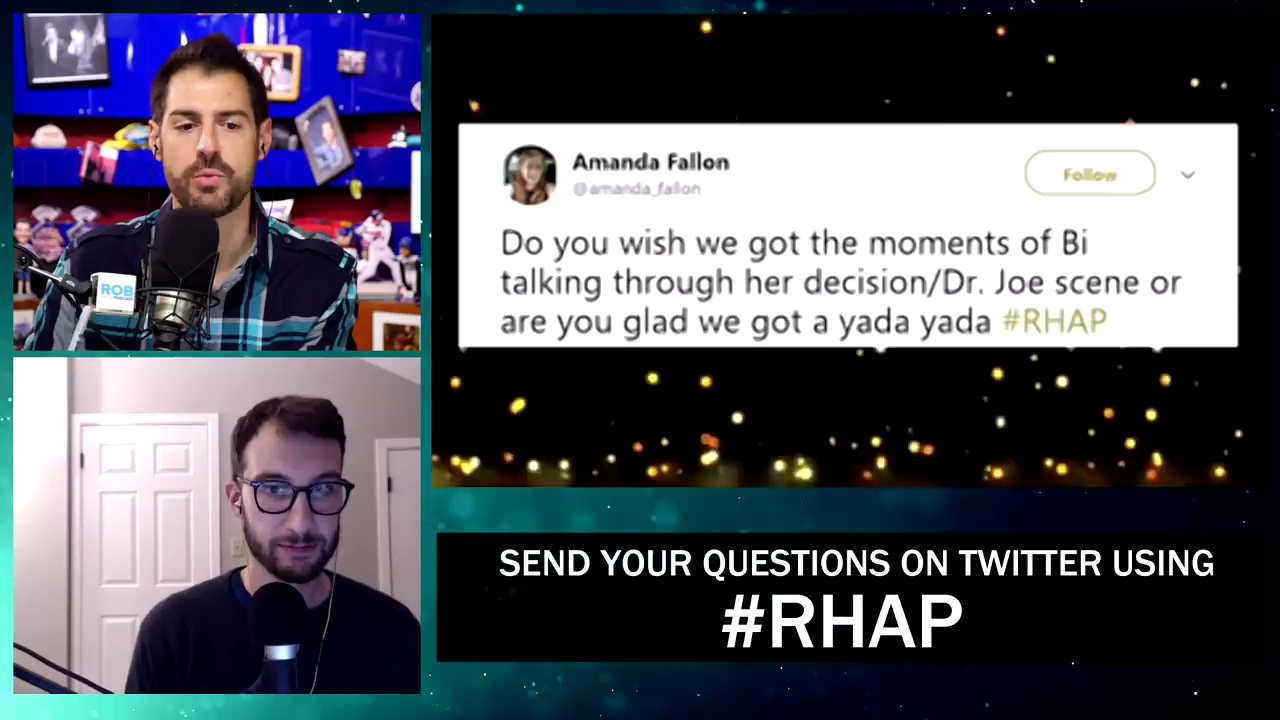 ROB
Amanda Fallon
@amanda_fallon
Follow
Do you wish we got the moments of Bi
talking through her decision/Dr. Joe scene or
are you glad we got a yada yada #RHAP
SEND YOUR QUESTIONS ON TWITTER USING
#RHAP